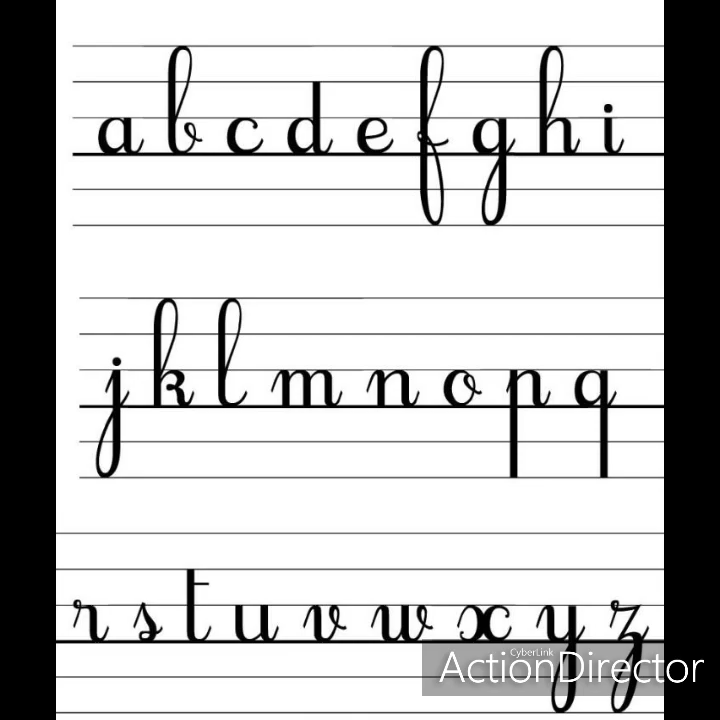 a b c d e f g h i
j k l m n o p q
r s t u v w x y z
CyberLink
ActionDirector